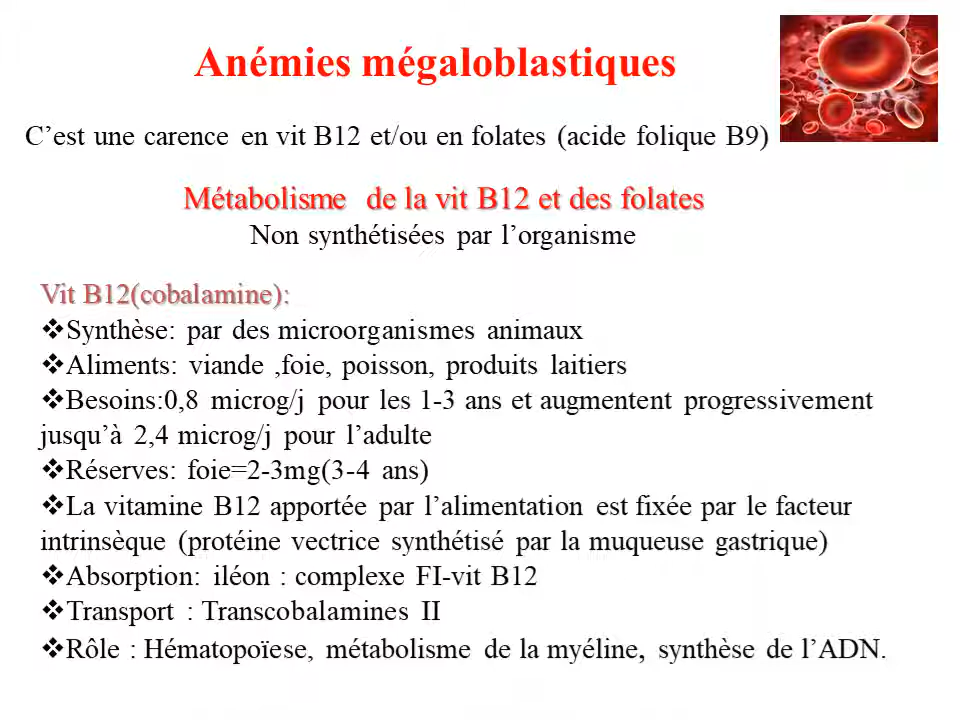 Anémies mégaloblastiques
C’est une carence en vit B12 et/ou en folates (acide folique B9)
Métabolisme de la vit B12 et des folates
Non synthétisées par l’organisme
Vit B12(cobalamine):
❖Synthèse: par des microorganismes animaux
❖Aliments: viande ,foie, poisson, produits laitiers
❖Besoins:0,8 microg/j pour les 1-3 ans et augmentent progressivement
jusqu’à 2,4 microg/j pour l’adulte
❖Réserves: foie=2-3mg(3-4 ans)
❖La vitamine B12 apportée par l’alimentation est fixée par le facteur
intrinsèque (protéine vectrice synthétisé par la muqueuse gastrique)
❖Absorption: iléon : complexe FI-vit B12
❖Transport : Transcobalamines II
❖Rôle : Hématopoïese, métabolisme de la myéline, synthèse de l’ADN.